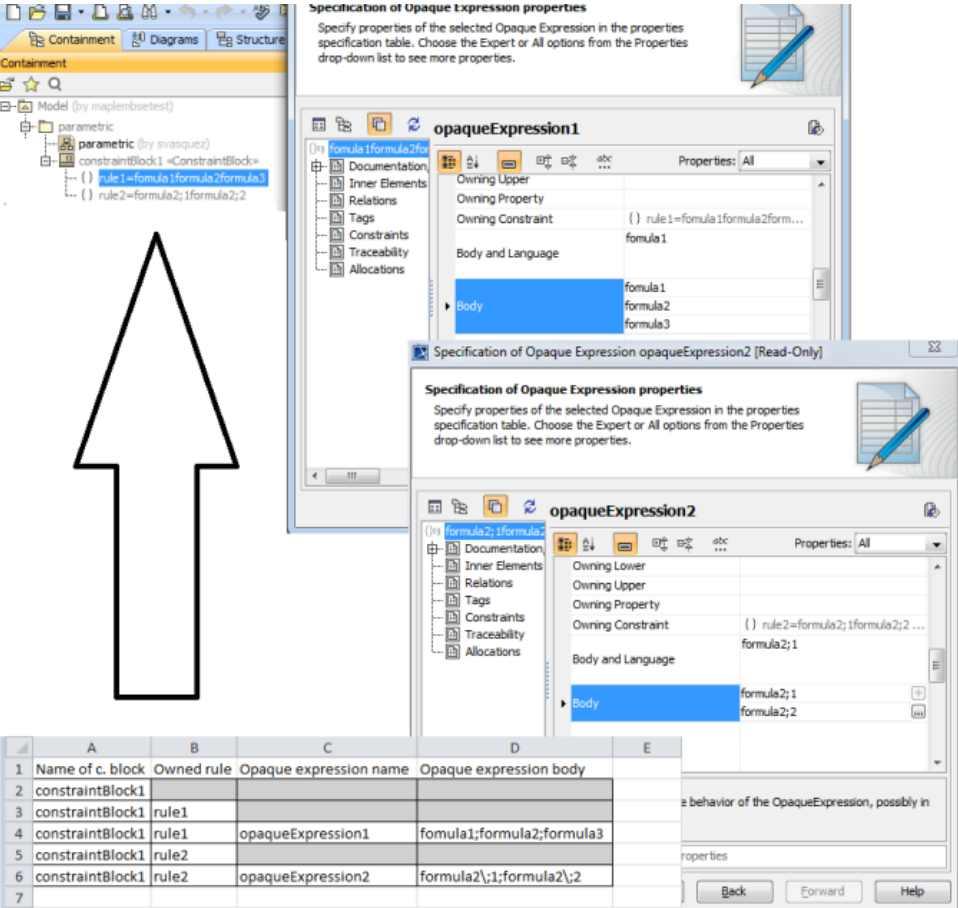 Containment
Diagrams
Structure
Containment
Model (by maplembsetest)
parametric
parametric (by svasquez)
constraintBlock1 «ConstraintBlock»
{ } rule1=fomula1formula2formula3
{ } rule2=formula2;1formula2;2
Specification of Opaque Expression properties
Specify properties of the selected Opaque Expression in the properties
specification table. Choose the Expert or All options from the Properties
drop-down list to see more properties.
opaqueExpression1
fomula1formula2for
Documentation,
Inner Elements
Relations
Tags
Constraints
Traceability
Allocations
Properties: All
Owning Upper
Owning Property
Owning Constraint { } rule1=fomula1formula2form...
Body and Language fomula1
Body
fomula1
formula2
formula3
Specification of Opaque Expression opaqueExpression2 [Read-Only]
Specification of Opaque Expression properties
Specify properties of the selected Opaque Expression in the properties
specification table. Choose the Expert or All options from the Properties
drop-down list to see more properties.
opaqueExpression2
formula2;1formula2
Documentation,
Inner Elements
Relations
Tags
Constraints
Traceability
Allocations
Properties: All
Owning Lower
Owning Upper
Owning Property
Owning Constraint { } rule2=formula2;1formula2;2 ...
Body and Language formula2;1
Body
formula2;1
formula2;2
e behavior of the OpaqueExpression, possibly in
roperties
Back Forward Help
A B C D E
1 Name of c. block Owned rule Opaque expression name Opaque expression body
2 constraintBlock1
3 constraintBlock1 rule1
4 constraintBlock1 rule1 opaqueExpression1 fomula1;formula2;formula3
5 constraintBlock1 rule2
6 constraintBlock1 rule2 opaqueExpression2 formula2\;1;formula2\;2
7